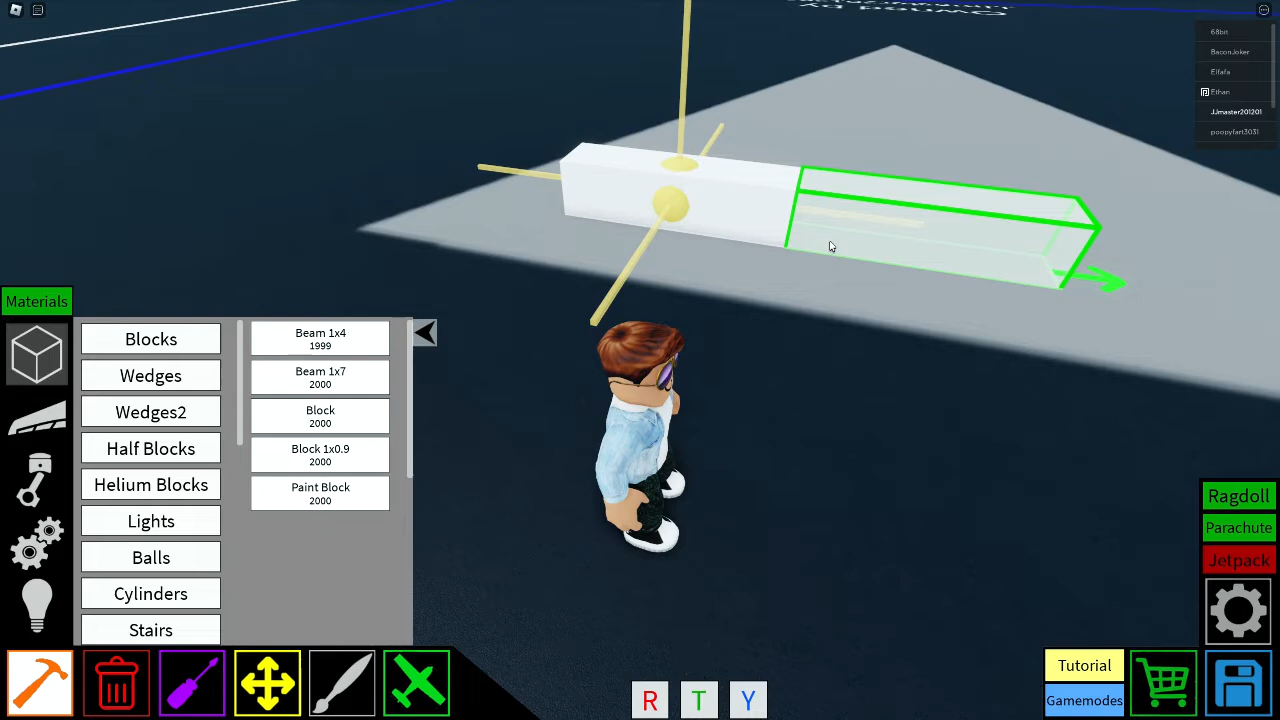 Owned by
68bit
BaconJoker
Elfafa
Ethan
JJmaster201201
poopyfart3031
Materials
Blocks
Wedges
Wedges2
Half Blocks
Helium Blocks
Lights
Balls
Cylinders
Stairs
Beam 1x4
1999
Beam 1x7
2000
Block
2000
Block 1x0.9
2000
Paint Block
2000
Ragdoll
Parachute
Jetpack
Tutorial
Gamemodes
R T Y